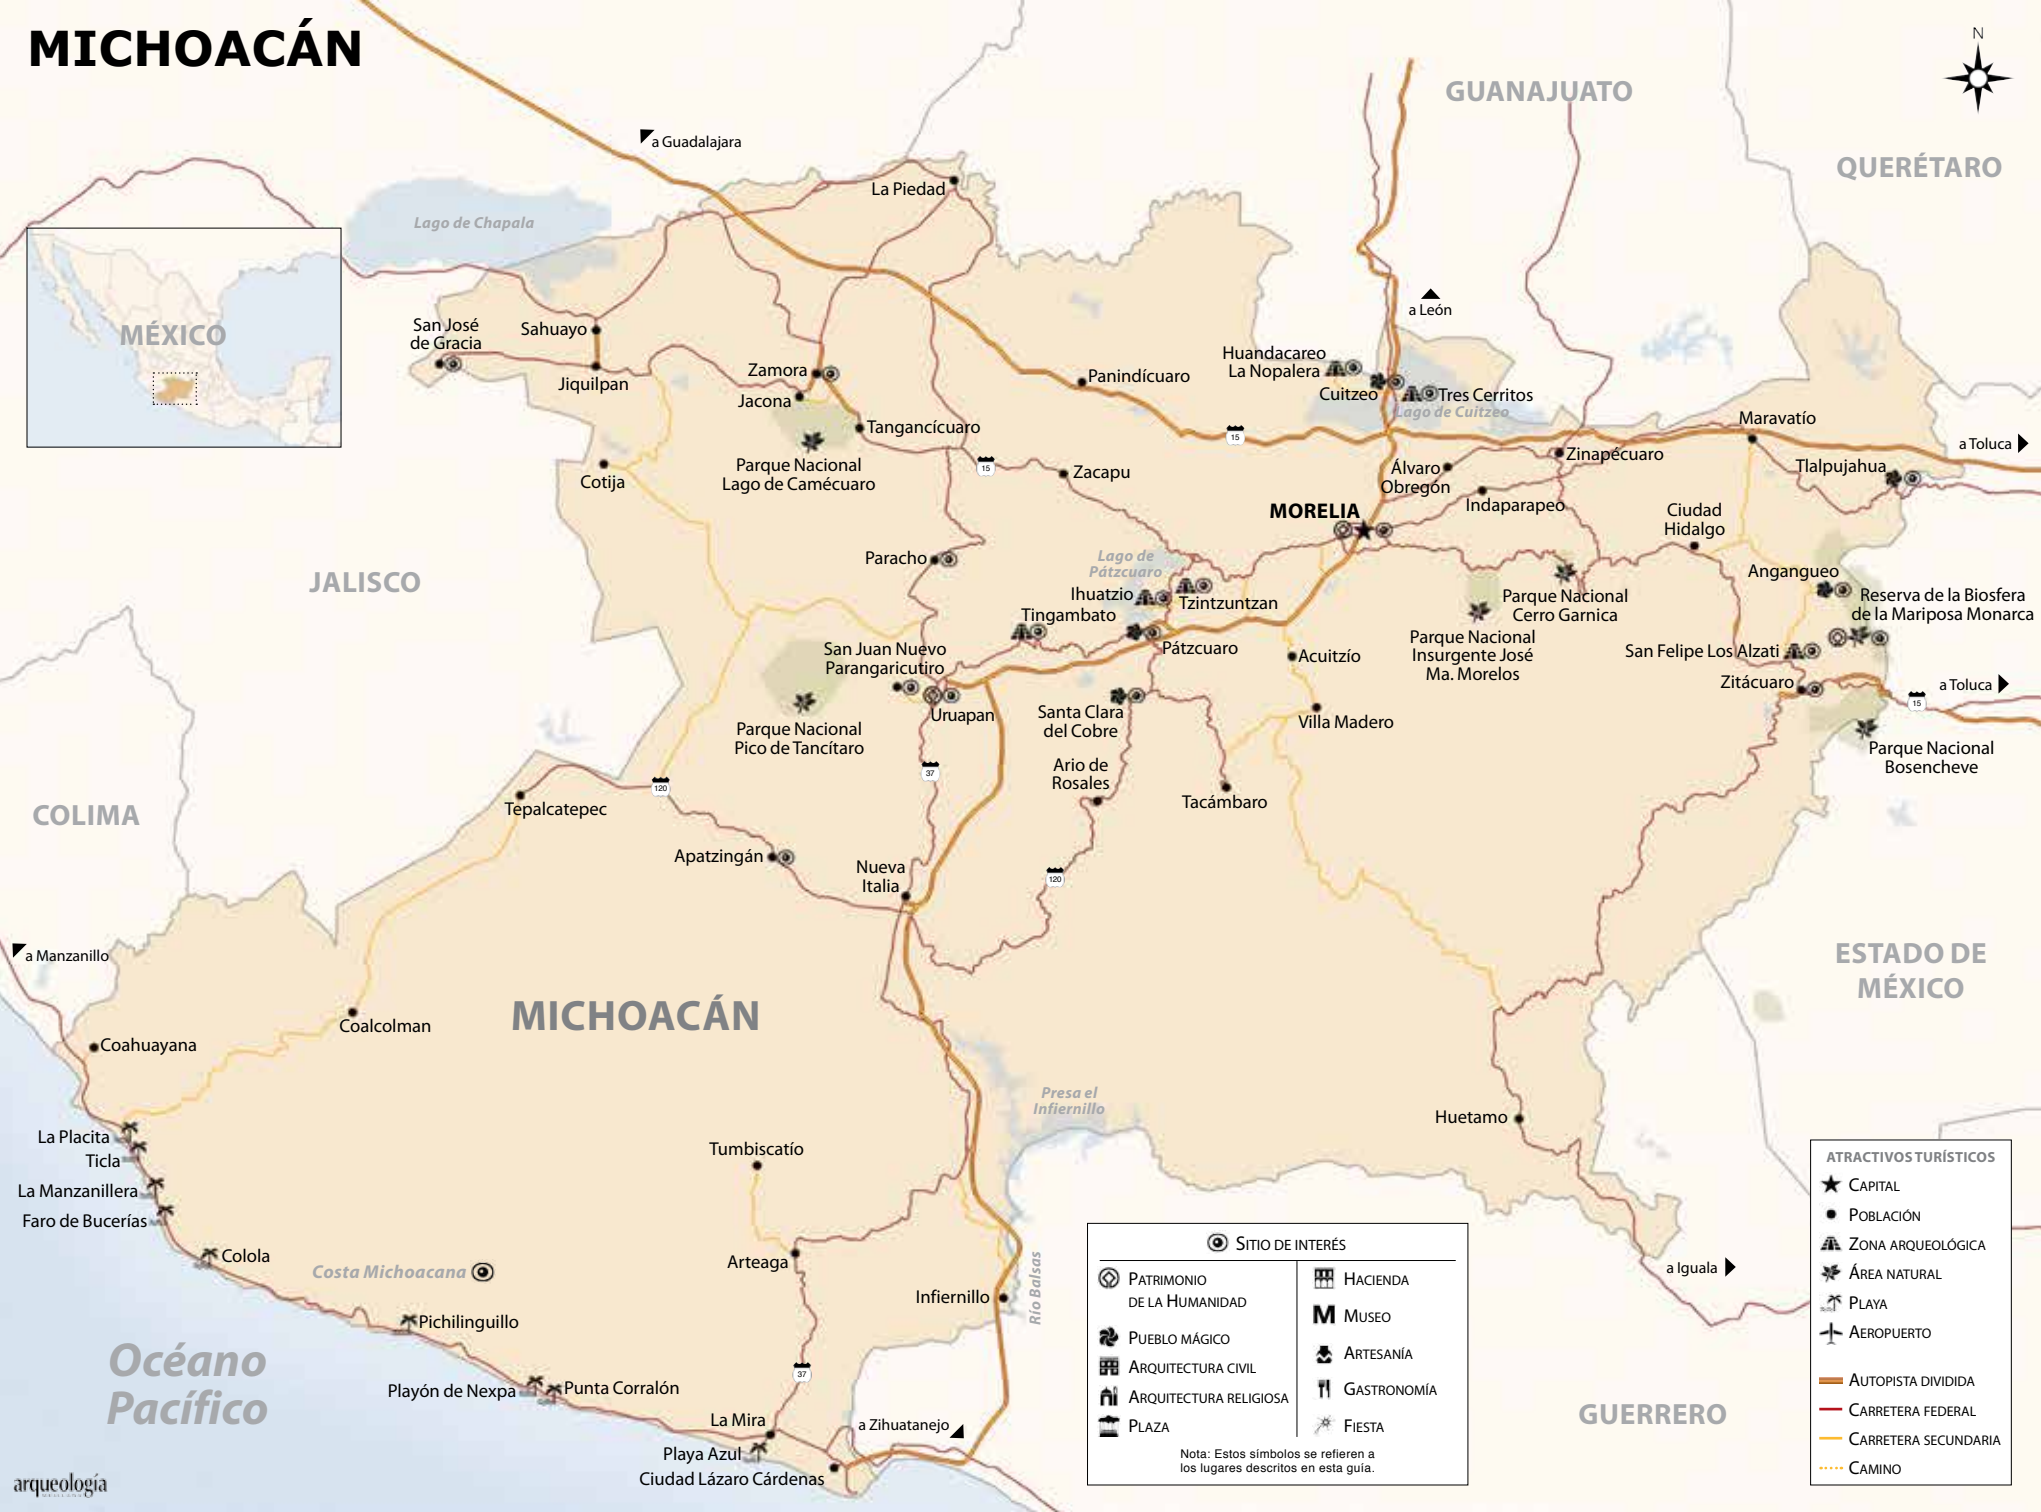 MICHOACÁN
N
GUANAJUATO
QUERÉTARO
a Guadalajara
La Piedad
Lago de Chapala
MÉXICO
a León
San José
de Gracia
Sahuayo
Jiquilpan
Zamora
Jacona
Panindícuaro
Huandacareo
La Nopalera
Cuitzeo
Tres Cerritos
Lago de Cuitzeo
Maravatío
Tangancícuaro
15
a Toluca
Parque Nacional
Lago de Camécuaro
15
Zacapu
Álvaro
Obregón
Zinapécuaro
Tlalpujahua
Cotija
Indaparapeo
MORELIA
Ciudad
Hidalgo
Paracho
Lago de
Pátzcuaro
JALISCO
Angangueo
Ihuatzio
Tzintzuntzan
Parque Nacional
Cerro Garnica
Reserva de la Biosfera
de la Mariposa Monarca
Tingambato
Pátzcuaro
Parque Nacional
Insurgente José
Ma. Morelos
San Juan Nuevo
Parangaricutiro
Acuitzío
San Felipe Los Alzati
Zitácuaro
a Toluca
15
Uruapan
Santa Clara
del Cobre
Villa Madero
Parque Nacional
Pico de Tancítaro
Parque Nacional
Bosencheve
37
Ario de
Rosales
120
Tacámbaro
Tepalcatepec
COLIMA
Apatzingán
Nueva
Italia
120
a Manzanillo
ESTADO DE
MÉXICO
MICHOACÁN
Coalcolman
Coahuayana
Presa el
Infiernillo
Huetamo
La Placita
Ticla
La Manzanillera
Faro de Bucerías
Tumbiscatío
Colola
Costa Michoacana
Arteaga
Infiernillo
Río Balsas
a Iguala
Pichilinguillo
Océano
Pacífico
37
Playón de Nexpa
Punta Corralón
La Mira
a Zihuatanejo
Playa Azul
Ciudad Lázaro Cárdenas
GUERRERO
SITIO DE INTERÉS
PATRIMONIO
DE LA HUMANIDAD
PUEBLO MÁGICO
ARQUITECTURA CIVIL
ARQUITECTURA RELIGIOSA
PLAZA
HACIENDA
M MUSEO
ARTESANÍA
GASTRONOMÍA
FIESTA
Nota: Estos símbolos se refieren a
los lugares descritos en esta guía.
ATRACTIVOS TURÍSTICOS
CAPITAL
POBLACIÓN
ZONA ARQUEOLÓGICA
ÁREA NATURAL
PLAYA
AEROPUERTO
AUTOPISTA DIVIDIDA
CARRETERA FEDERAL
CARRETERA SECUNDARIA
CAMINO
arqueología